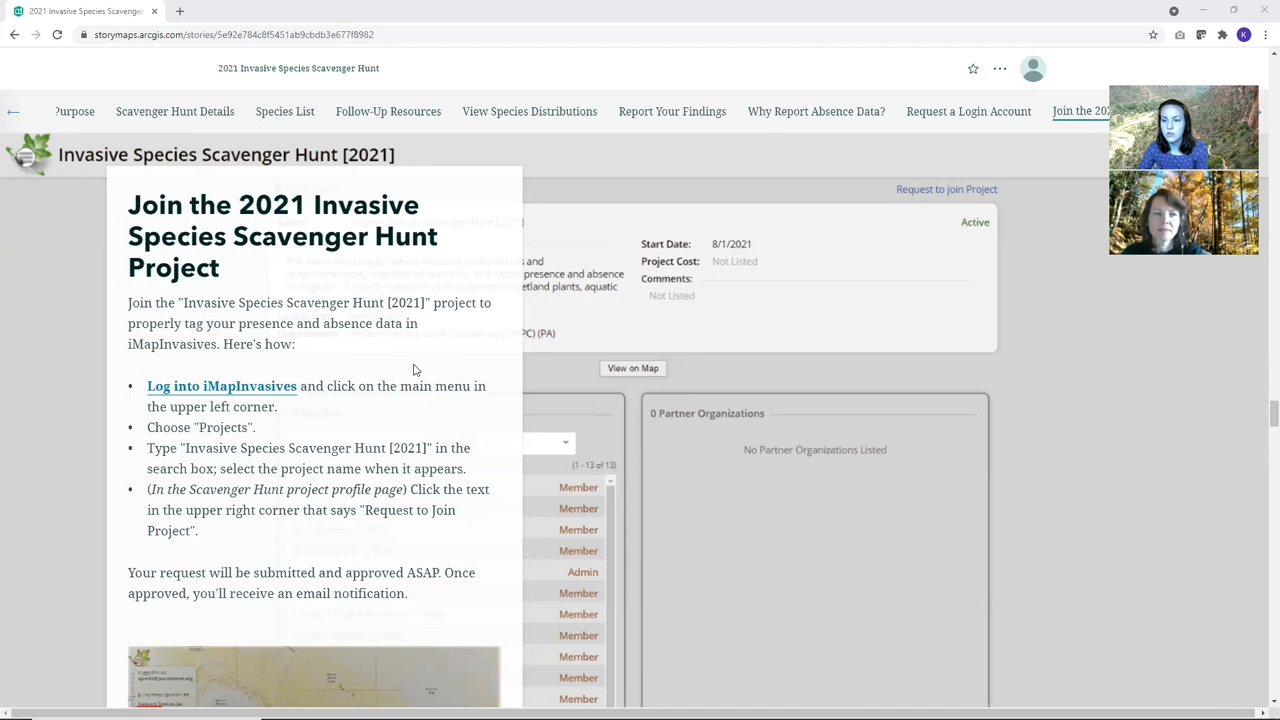 2021 Invasive Species Scavenger
storymaps.arcgis.com/stories/5e92e784c8f5451ab9cbdb3e677f8982
K
2021 Invasive Species Scavenger Hunt
Purpose Scavenger Hunt Details Species List Follow-Up Resources View Species Distributions Report Your Findings Why Report Absence Data? Request a Login Account Join the
Invasive Species Scavenger Hunt [2021]
Request to join Project
Join the 2021 Invasive
Species Scavenger Hunt
Project
Active
Start Date: 8/1/2021
Project Cost: Not Listed
Comments:
Not Listed
and
presence and absence
etland plants, aquatic
PC) (PA)
Join the "Invasive Species Scavenger Hunt [2021]" project to
properly tag your presence and absence data in
iMapInvasives. Here's how:
View on Map
• Log into iMapInvasives and click on the main menu in
the upper left corner.
• Choose "Projects".
• Type "Invasive Species Scavenger Hunt [2021]" in the
search box; select the project name when it appears.
• (In the Scavenger Hunt project profile page) Click the text
in the upper right corner that says "Request to Join
Project".
Your request will be submitted and approved ASAP. Once
approved, you'll receive an email notification.
(1 - 13 of 13)
Member
Member
Member
Member
Admin
Member
Member
Member
Member
Member
Member
0 Partner Organizations
No Partner Organizations Listed